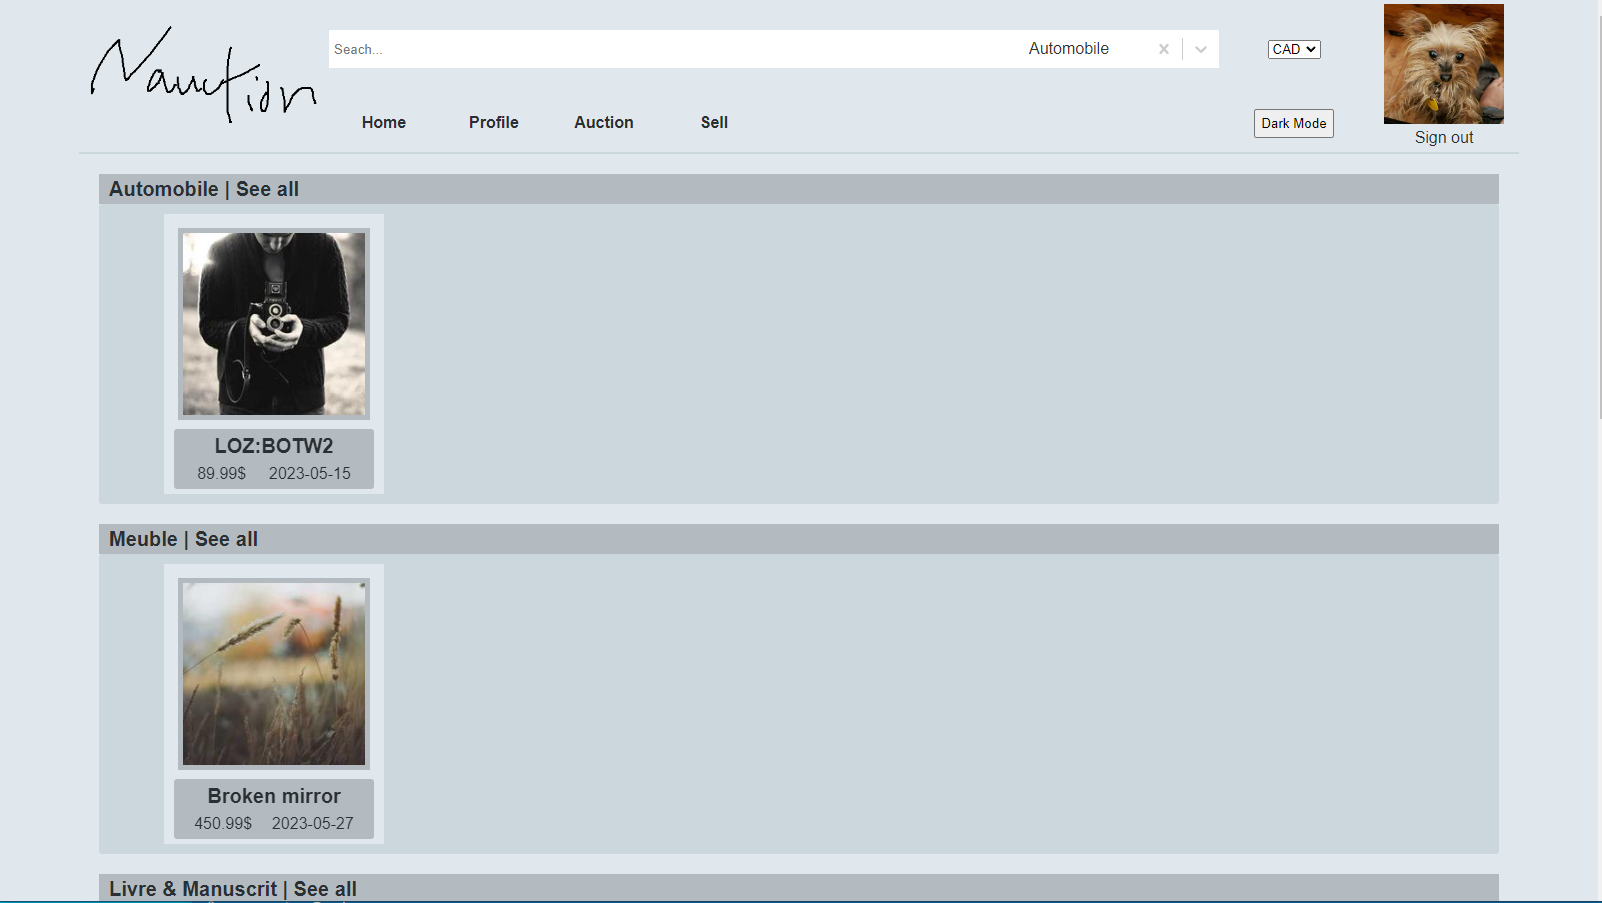 Nauction
Seach... Automobile
CAD
Home Profile Auction Sell
Dark Mode
Sign out
Automobile | See all
LOZ:BOTW2
89.99$ 2023-05-15
Meuble | See all
Broken mirror
450.99$ 2023-05-27
Livre & Manuscrit | See all